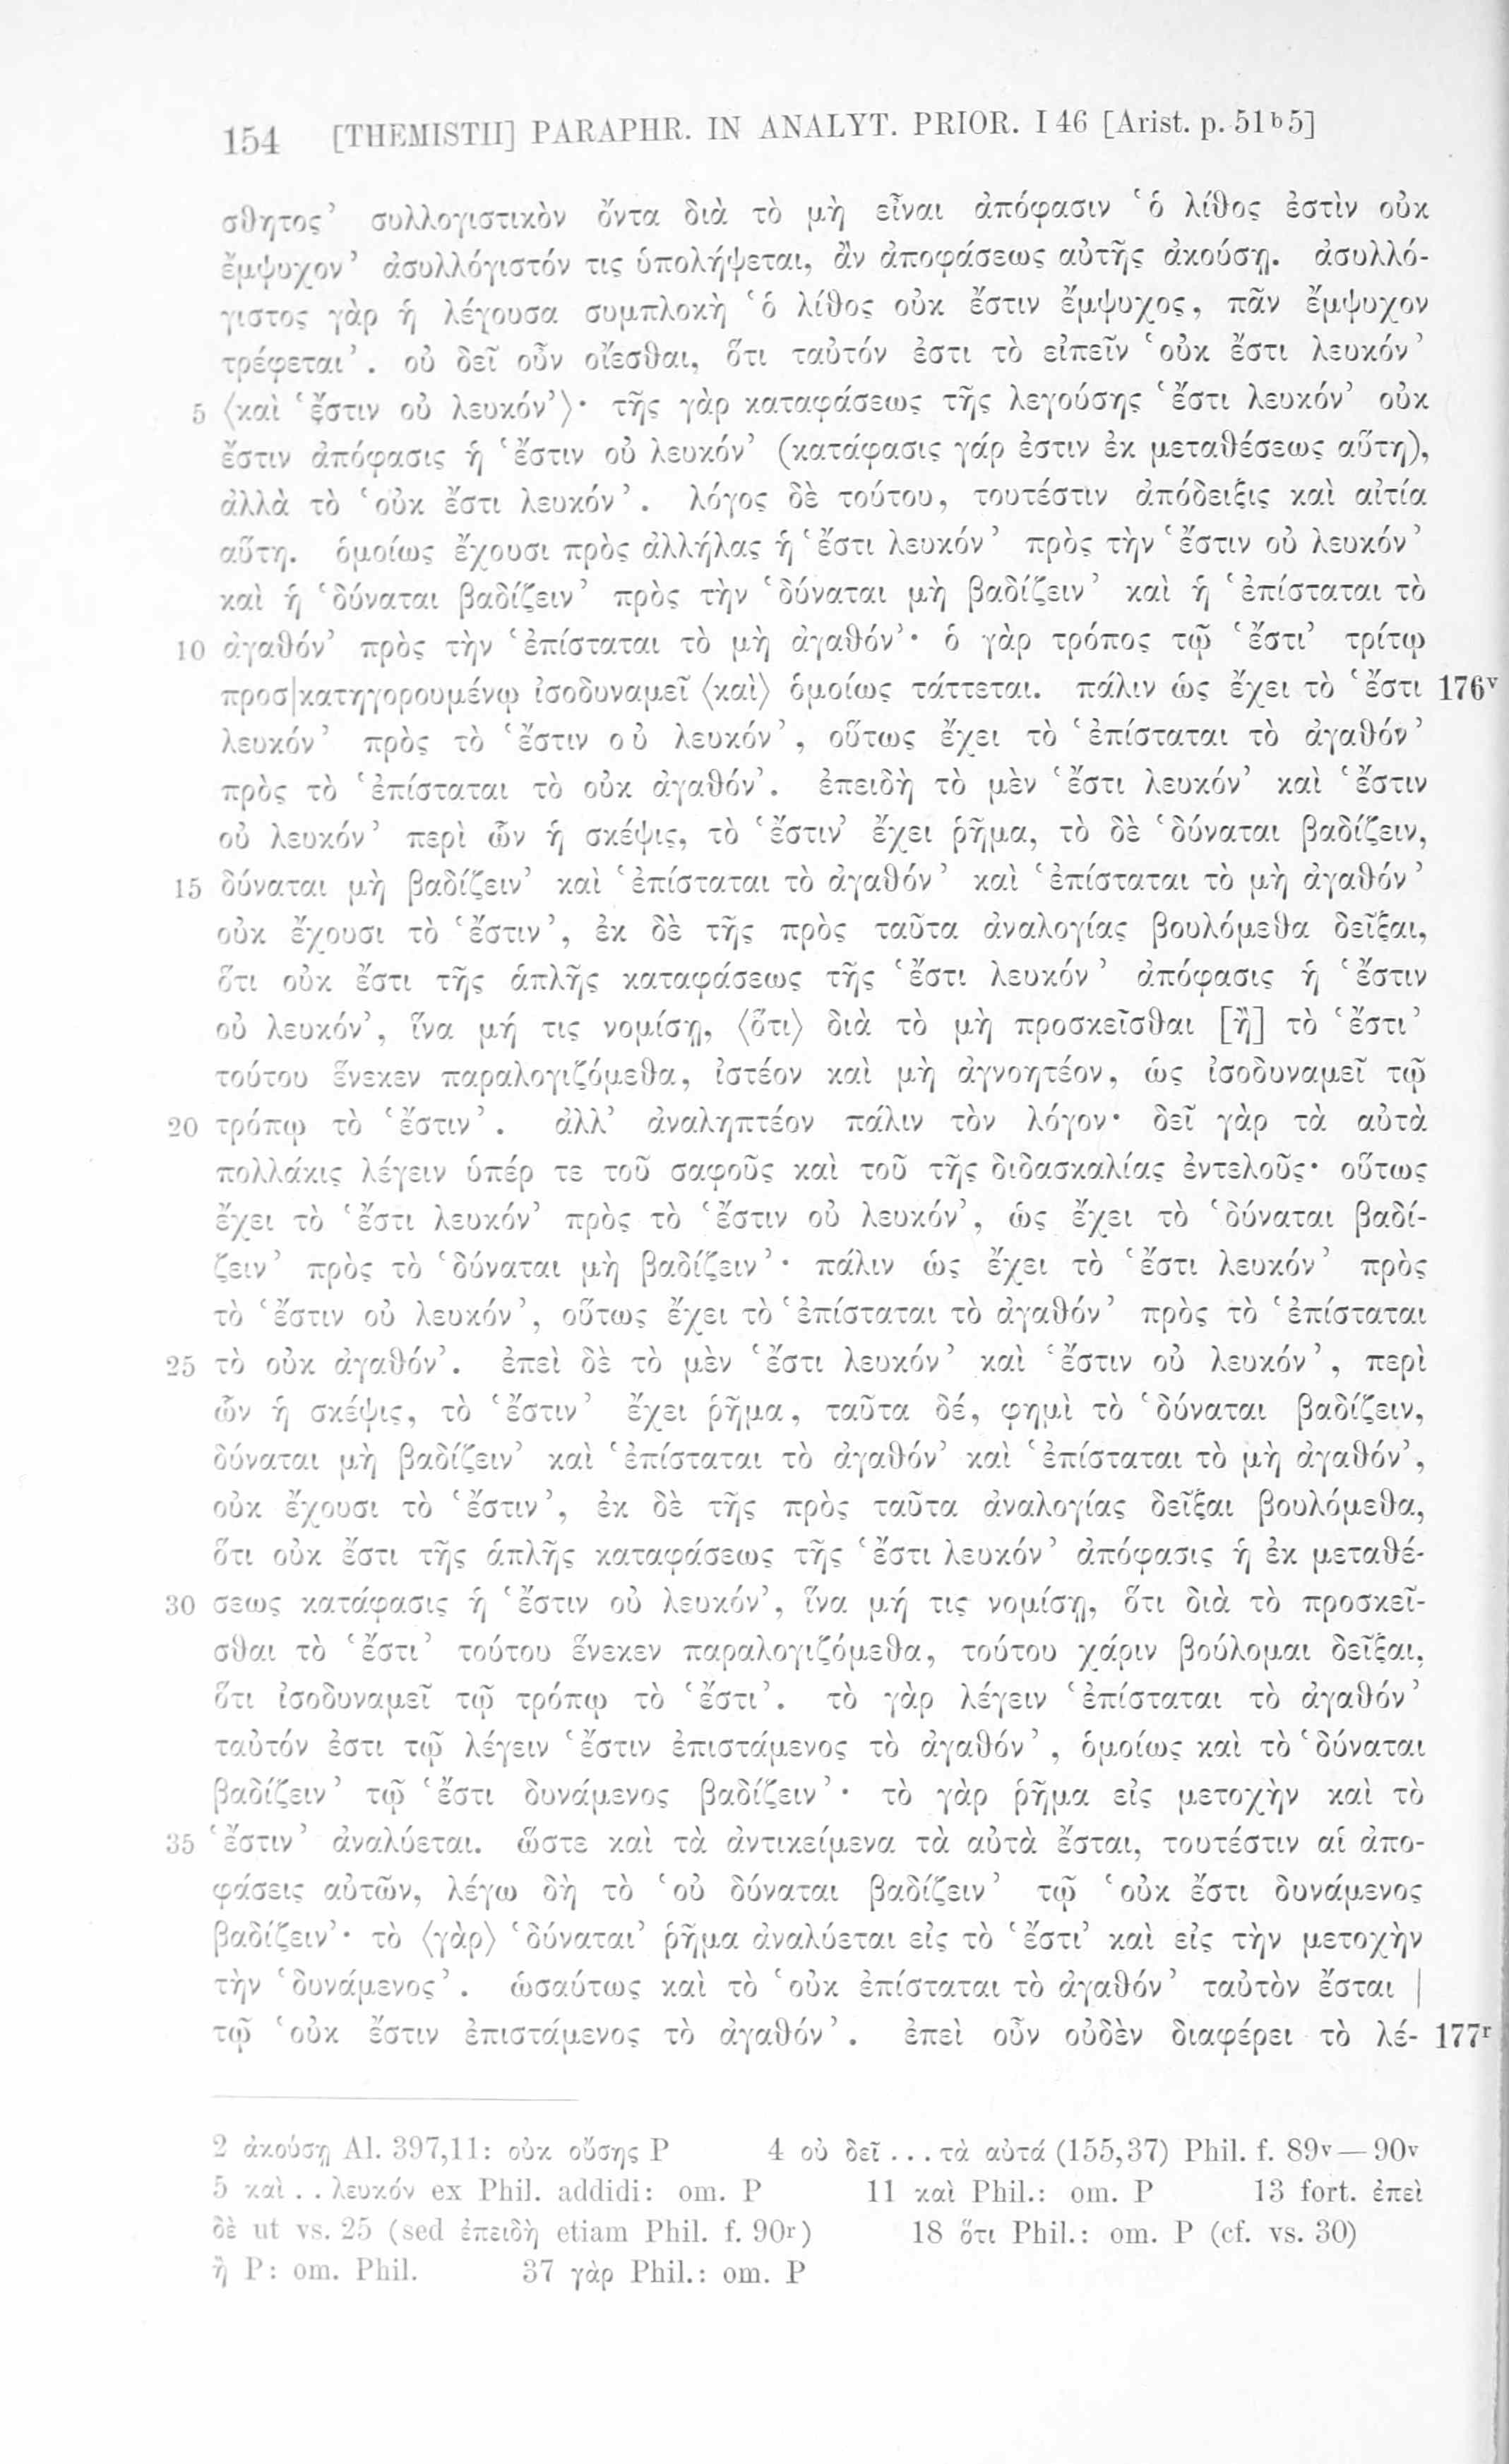 154 [THEMISTII] PARAPHR. IN ANALYT. PRIOR. I 46 [Arist. p. 51ᵇ5]
σθητος’ συλλογιστικὸν ὄντα διὰ τὸ μὴ εἶναι ἀπόφασιν ‘ὁ λίθος ἐστὶν οὐκ
ἔμψυχον’ ἀσυλλόγιστόν τις ὑπολήψεται, ἂν ἀποφάσεως αὐτῆς ἀκούσῃ. ἀσυλλό-
γιστος γὰρ ἡ λέγουσα συμπλοκὴ ‘ὁ λίθος οὐκ ἔστιν ἔμψυχος, πᾶν ἔμψυχον
τρέφεται’. οὐ δεῖ οὖν οἴεσθαι, ὅτι ταὐτόν ἐστι τὸ εἰπεῖν ‘οὐκ ἔστι λευκόν’
5 〈καὶ ‘ἔστιν οὐ λευκόν’〉· τῆς γὰρ καταφάσεως τῆς λεγούσης ‘ἔστι λευκόν’ οὐκ
ἔστιν ἀπόφασις ἡ ‘ἔστιν οὐ λευκόν’ (κατάφασις γάρ ἐστιν ἐκ μεταθέσεως αὕτη),
ἀλλὰ τὸ ‘οὐκ ἔστι λευκόν’. λόγος δὲ τούτου, τουτέστιν ἀπόδειξις καὶ αἰτία
αὕτη. ὁμοίως ἔχουσι πρὸς ἀλλήλας ἡ ‘ἔστι λευκόν’ πρὸς τὴν ‘ἔστιν οὐ λευκόν’
καὶ ἡ ‘δύναται βαδίζειν’ πρὸς τὴν ‘δύναται μὴ βαδίζειν’ καὶ ἡ ‘ἐπίσταται τὸ
10 ἀγαθόν’ πρὸς τὴν ‘ἐπίσταται τὸ μὴ ἀγαθόν’· ὁ γὰρ τρόπος τῷ ‘ἔστι’ τρίτῳ
προσ|κατηγορουμένῳ ἰσοδυναμεῖ 〈καὶ〉 ὁμοίως τάττεται. πάλιν ὡς ἔχει τὸ ‘ἔστι 176ᵛ
λευκόν’ πρὸς τὸ ‘ἔστιν οὐ λευκόν’, οὕτως ἔχει τὸ ‘ἐπίσταται τὸ ἀγαθόν’
πρὸς τὸ ‘ἐπίσταται τὸ οὐκ ἀγαθόν’. ἐπειδὴ τὸ μὲν ‘ἔστι λευκόν’ καὶ ‘ἔστιν
οὐ λευκόν’ περὶ ὧν ἡ σκέψις, τὸ ‘ἔστιν’ ἔχει ῥῆμα, τὸ δὲ ‘δύναται βαδίζειν,
15 δύναται μὴ βαδίζειν’ καὶ ‘ἐπίσταται τὸ ἀγαθόν’ καὶ ‘ἐπίσταται τὸ μὴ ἀγαθόν’
οὐκ ἔχουσι τὸ ‘ἔστιν’, ἐκ δὲ τῆς πρὸς ταῦτα ἀναλογίας βουλόμεθα δεῖξαι,
ὅτι οὐκ ἔστι τῆς ἁπλῆς καταφάσεως τῆς ‘ἔστι λευκόν’ ἀπόφασις ἡ ‘ἔστιν
οὐ λευκόν’, ἵνα μή τις νομίσῃ, 〈ὅτι〉 διὰ τὸ μὴ προσκεῖσθαι [ἢ] τὸ ‘ἔστι’
τούτου ἕνεκεν παραλογιζόμεθα, ἰστέον καὶ μὴ ἀγνοητέον, ὡς ἰσοδυναμεῖ τῷ
20 τρόπῳ τὸ ‘ἔστιν’. ἀλλ’ ἀναληπτέον πάλιν τὸν λόγον· δεῖ γὰρ τὰ αὐτὰ
πολλάκις λέγειν ὑπέρ τε τοῦ σαφοῦς καὶ τοῦ τῆς διδασκαλίας ἐντελοῦς· οὕτως
ἔχει τὸ ‘ἔστι λευκόν’ πρὸς τὸ ‘ἔστιν οὐ λευκόν’, ὡς ἔχει τὸ ‘δύναται βαδί-
ζειν’ πρὸς τὸ ‘δύναται μὴ βαδίζειν’· πάλιν ὡς ἔχει τὸ ‘ἔστι λευκόν’ πρὸς
τὸ ‘ἔστιν οὐ λευκόν’, οὕτως ἔχει τὸ ‘ἐπίσταται τὸ ἀγαθόν’ πρὸς τὸ ‘ἐπίσταται
25 τὸ οὐκ ἀγαθόν’. ἐπεὶ δὲ τὸ μὲν ‘ἔστι λευκόν’ καὶ ‘ἔστιν οὐ λευκόν’, περὶ
ὧν ἡ σκέψις, τὸ ‘ἔστιν’ ἔχει ῥῆμα, ταῦτα δέ, φημὶ τὸ ‘δύναται βαδίζειν,
δύναται μὴ βαδίζειν’ καὶ ‘ἐπίσταται τὸ ἀγαθόν’ καὶ ‘ἐπίσταται τὸ μὴ ἀγαθόν’,
οὐκ ἔχουσι τὸ ‘ἔστιν’, ἐκ δὲ τῆς πρὸς ταῦτα ἀναλογίας δεῖξαι βουλόμεθα,
ὅτι οὐκ ἔστι τῆς ἁπλῆς καταφάσεως τῆς ‘ἔστι λευκόν’ ἀπόφασις ἡ ἐκ μεταθέ-
30 σεως κατάφασις ἡ ‘ἔστιν οὐ λευκόν’, ἵνα μή τις νομίσῃ, ὅτι διὰ τὸ προσκεῖ-
σθαι τὸ ‘ἔστι’ τούτου ἕνεκεν παραλογιζόμεθα, τούτου χάριν βούλομαι δεῖξαι,
ὅτι ἰσοδυναμεῖ τῷ τρόπῳ τὸ ‘ἔστι’. τὸ γὰρ λέγειν ‘ἐπίσταται τὸ ἀγαθόν’
ταὐτόν ἐστι τῷ λέγειν ‘ἔστιν ἐπιστάμενος τὸ ἀγαθόν’, ὁμοίως καὶ τὸ ‘δύναται
βαδίζειν’ τῷ ‘ἔστι δυνάμενος βαδίζειν’· τὸ γὰρ ῥῆμα εἰς μετοχὴν καὶ τὸ
35 ‘ἔστιν’ ἀναλύεται. ὥστε καὶ τὰ ἀντικείμενα τὰ αὐτὰ ἔσται, τουτέστιν αἱ ἀπο-
φάσεις αὐτῶν, λέγω δὴ τὸ ‘οὐ δύναται βαδίζειν’ τῷ ‘οὐκ ἔστι δυνάμενος
βαδίζειν’· τὸ 〈γὰρ〉 ‘δύναται’ ῥῆμα ἀναλύεται εἰς τὸ ‘ἔστι’ καὶ εἰς τὴν μετοχὴν
τὴν ‘δυνάμενος’. ὡσαύτως καὶ τὸ ‘οὐκ ἐπίσταται τὸ ἀγαθόν’ ταὐτὸν ἔσται |
τῷ ‘οὐκ ἔστιν ἐπιστάμενος τὸ ἀγαθόν’. ἐπεὶ οὖν οὐδὲν διαφέρει τὸ λέ- 177ʳ
2 ἀκούσῃ Al. 397,11: οὐκ οὔσης P 4 οὐ δεῖ ... τὰ αὐτά (155,37) Phil. f. 89ᵛ—90ᵛ
5 καὶ .. λευκόν ex Phil. addidi: om. P 11 καὶ Phil.: om. P 13 fort. ἐπεὶ
δὲ ut vs. 25 (sed ἐπειδὴ etiam Phil. f. 90ʳ) 18 ὅτι Phil.: om. P (cf. vs. 30)
ἢ P: om. Phil. 37 γὰρ Phil.: om. P